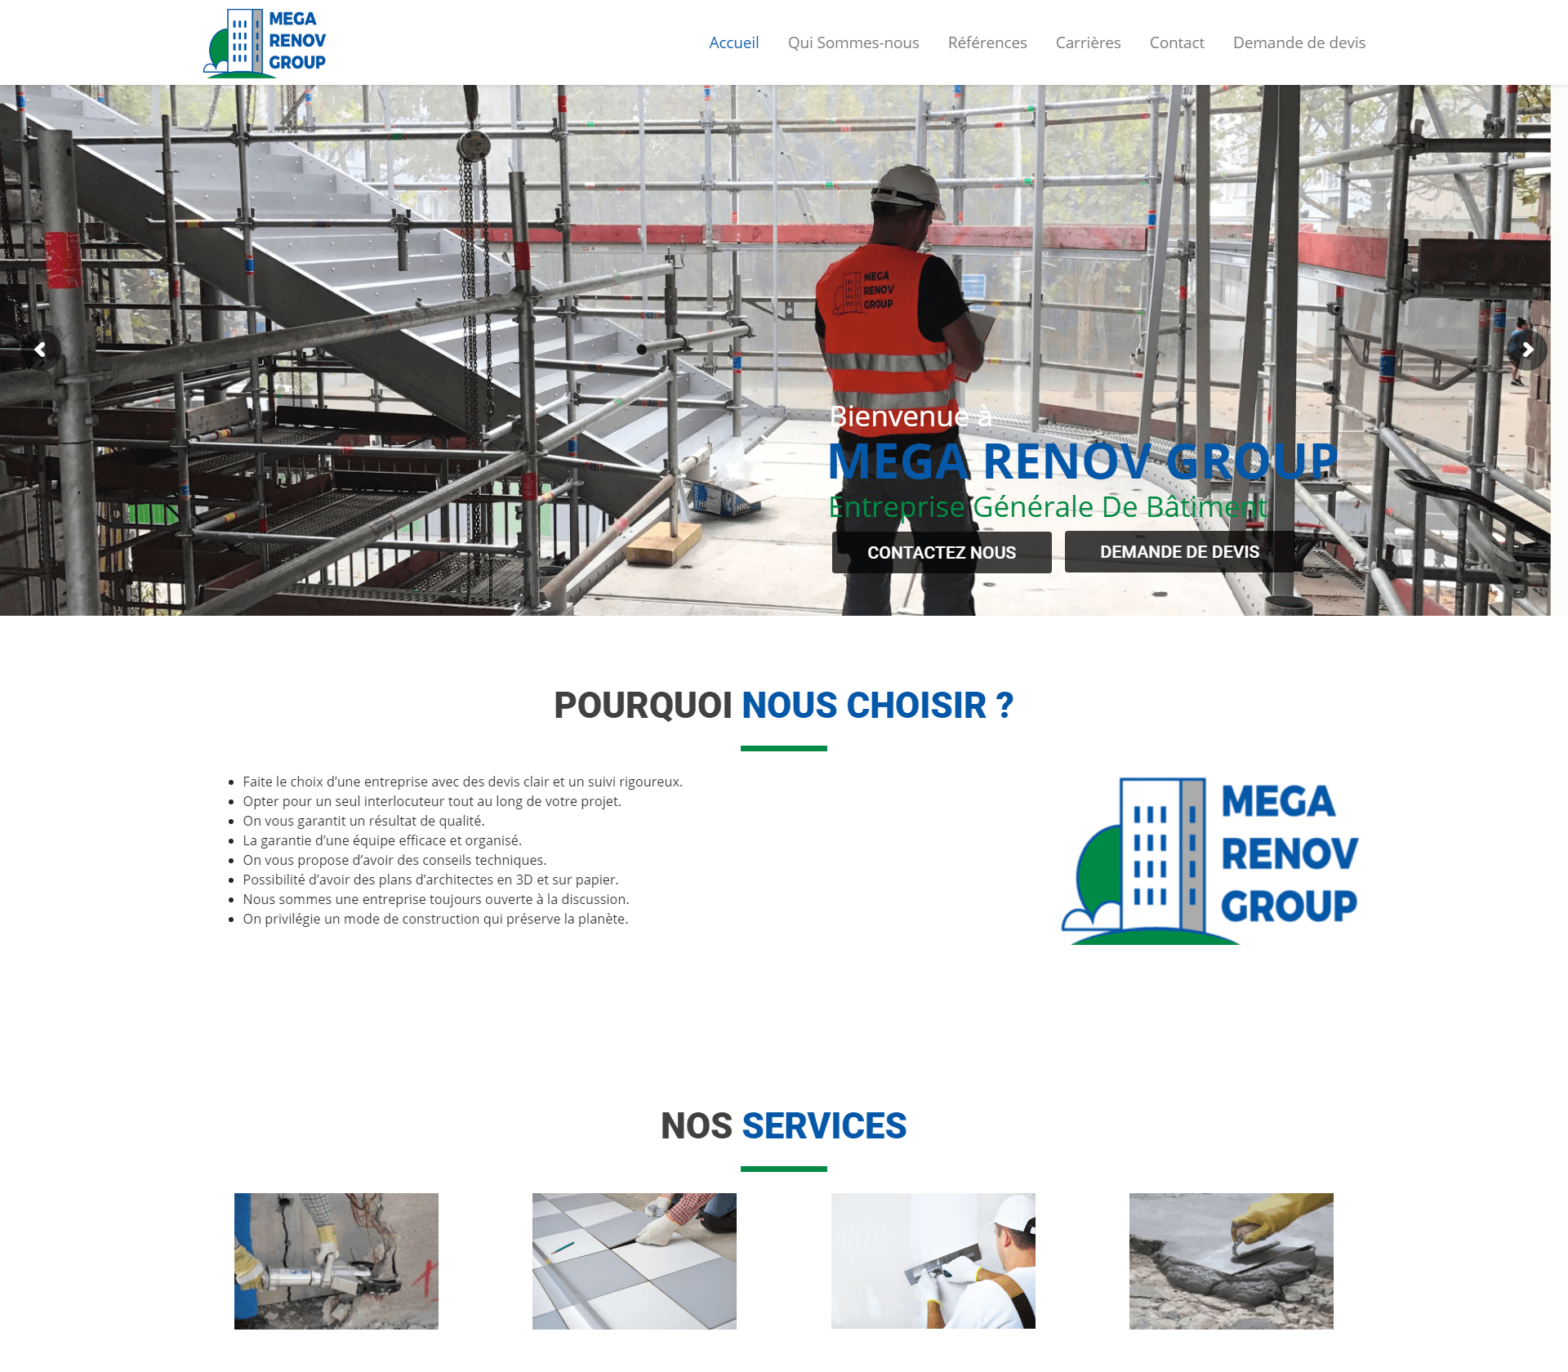 MEGA
RENOV
GROUP
Accueil
Qui Sommes-nous
Références
Carrières
Contact
Demande de devis
MEGA
RENOV
GROUP
Bienvenue à
MEGA RENOV GROUP
Entreprise Générale De Bâtiment
CONTACTEZ NOUS
DEMANDE DE DEVIS
POURQUOI NOUS CHOISIR ?
Faite le choix d’une entreprise avec des devis clair et un suivi rigoureux.
Opter pour un seul interlocuteur tout au long de votre projet.
On vous garantit un résultat de qualité.
La garantie d’une équipe efficace et organisé.
On vous propose d’avoir des conseils techniques.
Possibilité d’avoir des plans d’architectes en 3D et sur papier.
Nous sommes une entreprise toujours ouverte à la discussion.
On privilégie un mode de construction qui préserve la planète.
MEGA
RENOV
GROUP
NOS SERVICES